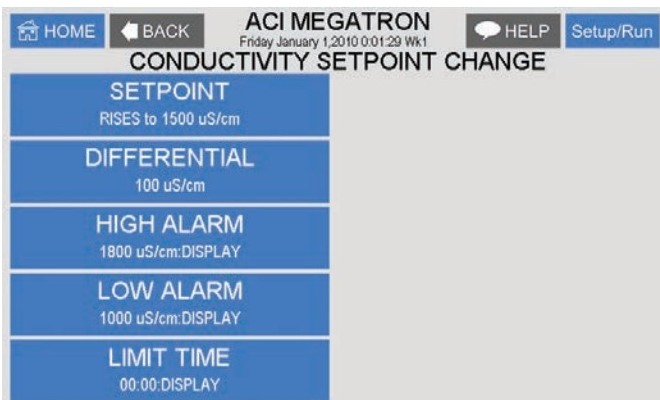 HOME
BACK
ACI MEGATRON
Friday January 1,2010 0:01:29 Wk1
HELP
Setup/Run
CONDUCTIVITY SETPOINT CHANGE
SETPOINT
RISES to 1500 uS/cm
DIFFERENTIAL
100 uS/cm
HIGH ALARM
1800 uS/cm:DISPLAY
LOW ALARM
1000 uS/cm:DISPLAY
LIMIT TIME
00:00:DISPLAY